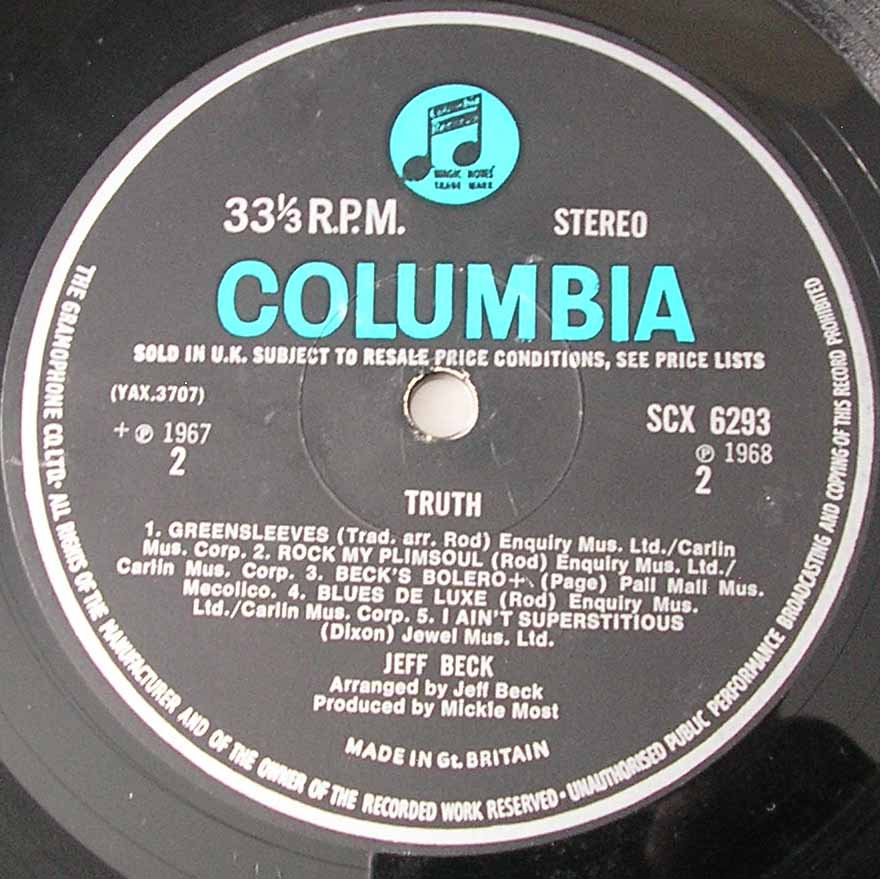 Columbia
Records
MAGIC NOTES
TRADE MARK
33⅓ R.P.M.
STEREO
COLUMBIA
SOLD IN U.K. SUBJECT TO RESALE PRICE CONDITIONS, SEE PRICE LISTS
(YAX.3707)
SCX 6293
+ ℗ 1967
℗ 1968
2
2
TRUTH
1. GREENSLEEVES (Trad. arr. Rod) Enquiry Mus. Ltd./Carlin
Mus. Corp. 2. ROCK MY PLIMSOUL (Rod) Enquiry Mus. Ltd./
Carlin Mus. Corp. 3. BECK'S BOLERO+ (Page) Pall Mall Mus.
Mecolico. 4. BLUES DE LUXE (Rod) Enquiry Mus.
Ltd./Carlin Mus. Corp. 5. I AIN'T SUPERSTITIOUS
(Dixon) Jewel Mus. Ltd.
JEFF BECK
Arranged by Jeff Beck
Produced by Mickie Most
MADE IN Gt. BRITAIN
THE GRAMOPHONE CO. LTD. · ALL RIGHTS OF THE MANUFACTURER AND OF THE OWNER OF THE RECORDED WORK RESERVED · UNAUTHORISED PUBLIC PERFORMANCE BROADCASTING AND COPYING OF THIS RECORD PROHIBITED